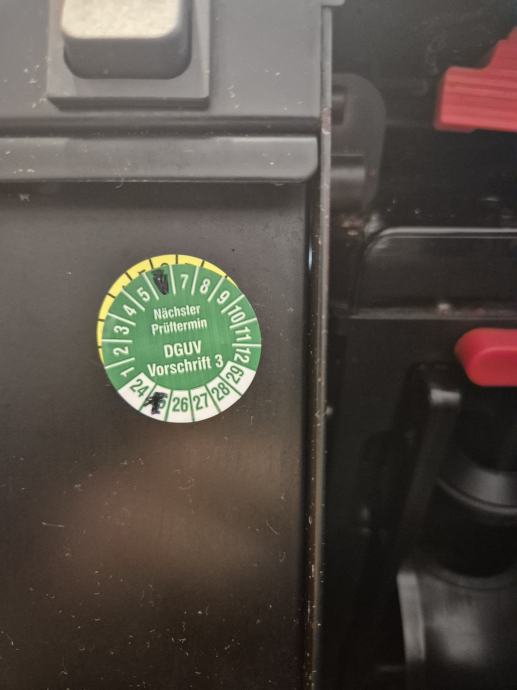 1 2 3 4 5 7 8 9 10 11 12
Nächster
Prüftermin
DGUV
Vorschrift 3
24 26 27 28 29